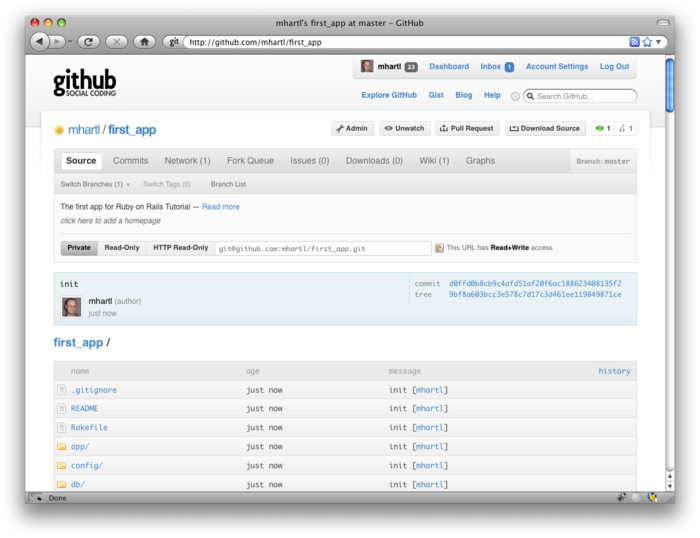 mhartl's first_app at master – GitHub
git http://github.com/mhartl/first_app
github
SOCIAL CODING
mhartl 23 Dashboard Inbox 1 Account Settings Log Out
Explore GitHub Gist Blog Help Search GitHub...
mhartl / first_app
Admin Unwatch Pull Request Download Source 1 1
Source Commits Network (1) Fork Queue Issues (0) Downloads (0) Wiki (1) Graphs Branch: master
Switch Branches (1) Switch Tags (0) Branch List
The first app for Ruby on Rails Tutorial — Read more
click here to add a homepage
Private Read-Only HTTP Read-Only git@github.com:mhartl/first_app.git This URL has Read+Write access
init
commit d0ffd0b8cb9c4afd51af20f6ac188623408135f2
mhartl (author)
tree 9bf8a603bcc3e578c7d17c3d461ee119849871ce
just now
first_app /
name age message history
.gitignore just now init [mhartl]
README just now init [mhartl]
Rakefile just now init [mhartl]
app/ just now init [mhartl]
config/ just now init [mhartl]
db/ just now init [mhartl]
Done